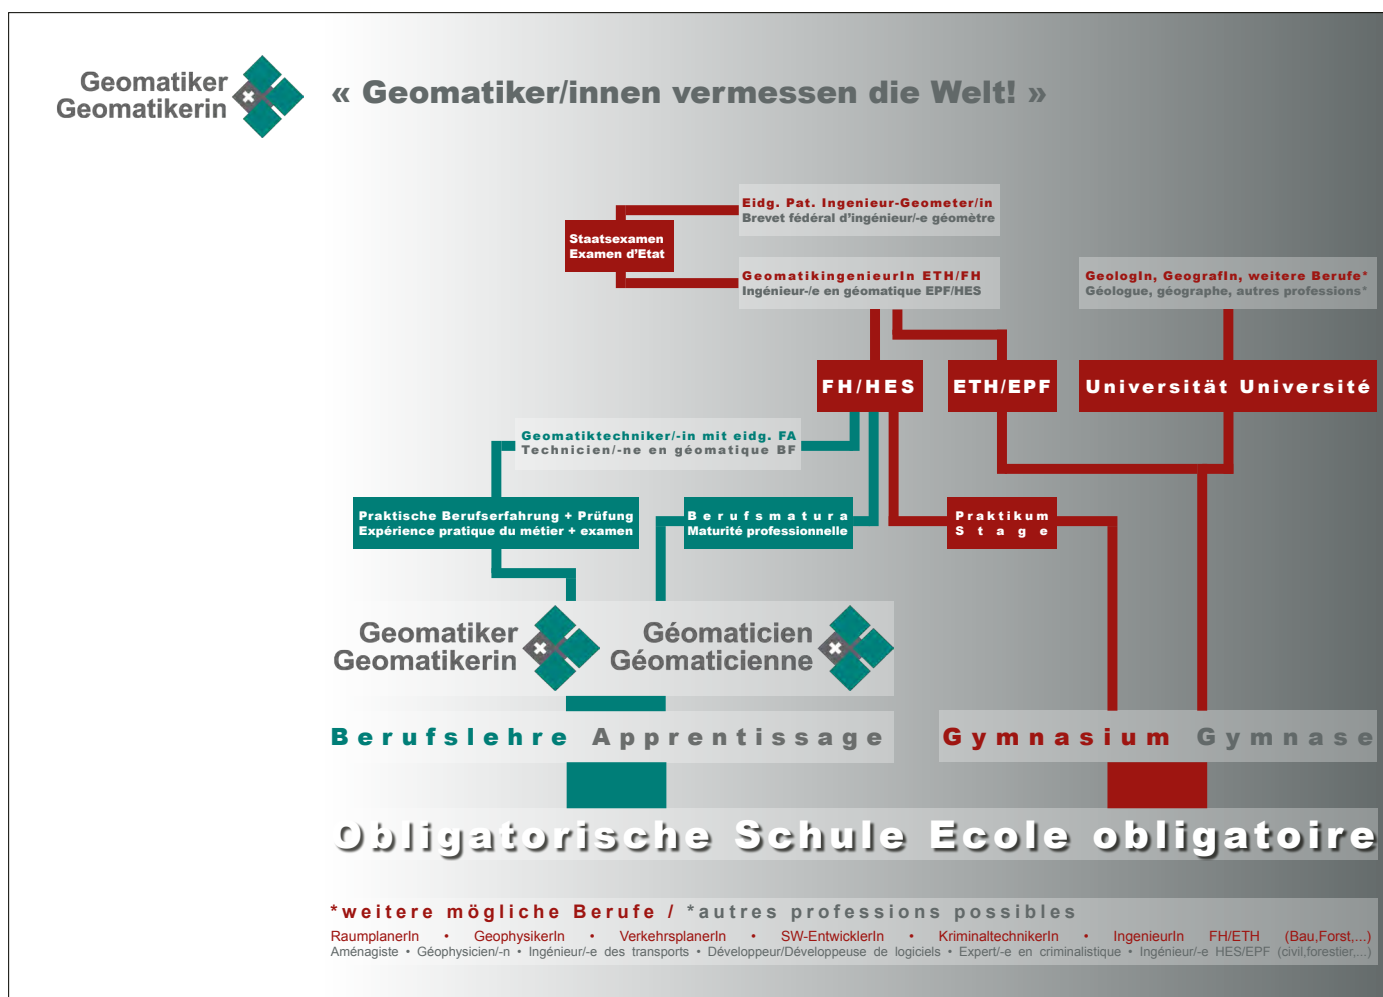 Geomatiker
Geomatikerin
« Geomatiker/innen vermessen die Welt! »
Eidg. Pat. Ingenieur-Geometer/in
Brevet fédéral d'ingénieur/-e géomètre
Staatsexamen
Examen d'Etat
GeomatikingenieurIn ETH/FH
Ingénieur-/e en géomatique EPF/HES
GeologIn, GeografIn, weitere Berufe*
Géologue, géographe, autres professions*
FH/HES
ETH/EPF
Universität Université
Geomatiktechniker/-in mit eidg. FA
Technicien/-ne en géomatique BF
Praktische Berufserfahrung + Prüfung
Expérience pratique du métier + examen
Berufsmatura
Maturité professionnelle
Praktikum
Stage
Geomatiker
Geomatikerin
Géomaticien
Géomaticienne
Berufslehre Apprentissage
Gymnasium Gymnase
Obligatorische Schule Ecole obligatoire
*weitere mögliche Berufe / *autres professions possibles
RaumplanerIn • GeophysikerIn • VerkehrsplanerIn • SW-EntwicklerIn • KriminaltechnikerIn • IngenieurIn FH/ETH (Bau,Forst,...)
Aménagiste • Géophysicien/-n • Ingénieur/-e des transports • Développeur/Développeuse de logiciels • Expert/-e en criminalistique • Ingénieur/-e HES/EPF (civil,forestier,...)